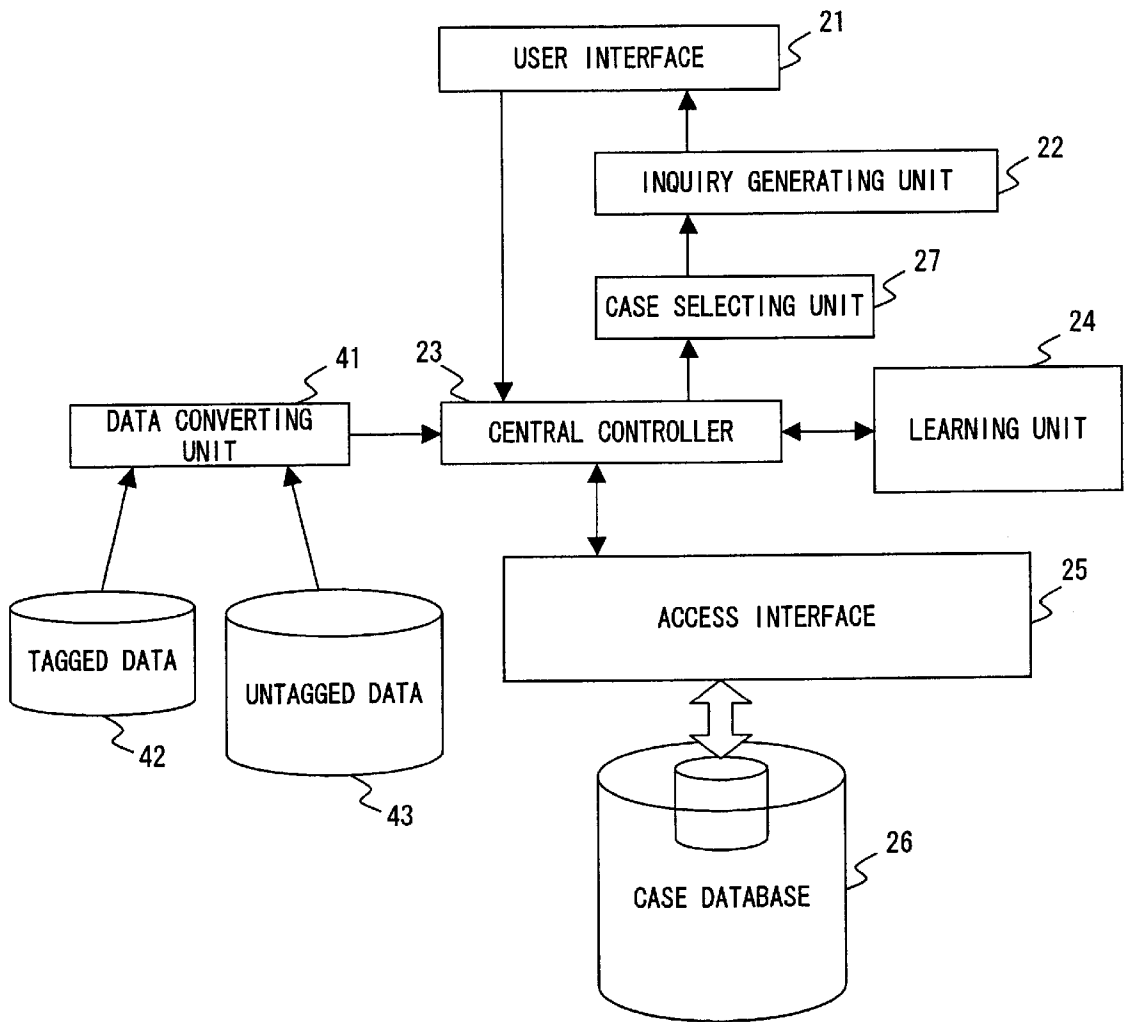 21
USER INTERFACE
22
INQUIRY GENERATING UNIT
27
CASE SELECTING UNIT
24
23
41
DATA CONVERTING
UNIT
CENTRAL CONTROLLER
LEARNING UNIT
25
ACCESS INTERFACE
TAGGED DATA
UNTAGGED DATA
42
43
26
CASE DATABASE